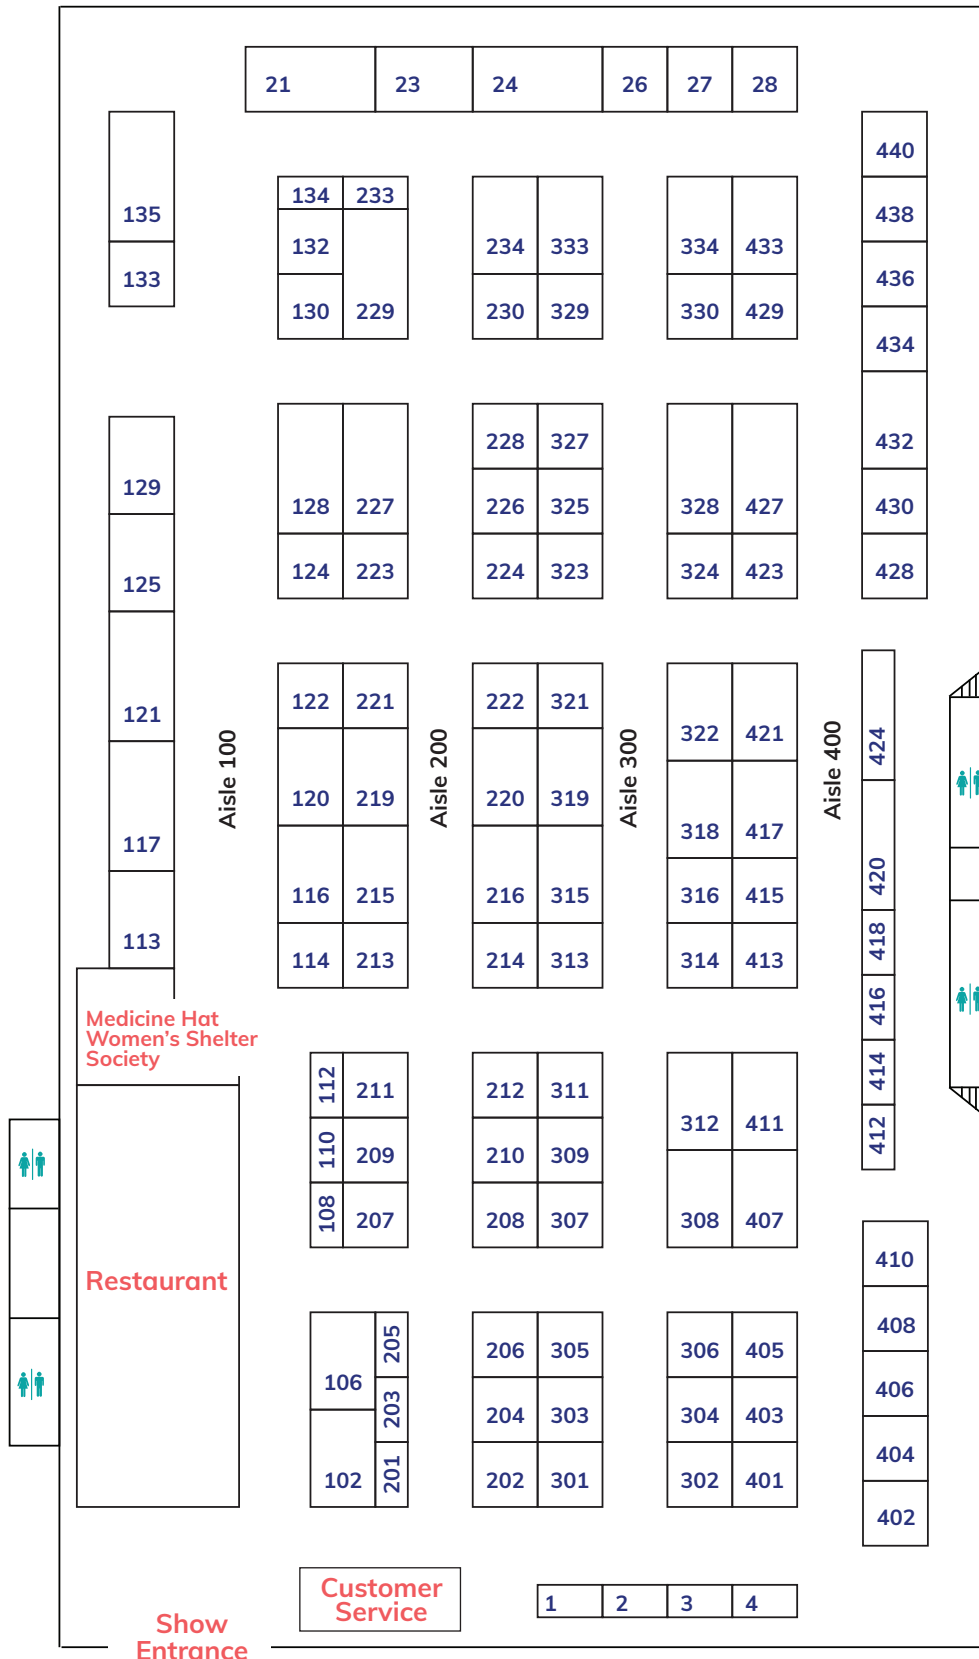 21 23 24 26 27 28
440
134 233
135 438
132 234 333 334 433
133 436
130 229 230 329 330 429
434
228 327 432
129
128 227 226 325 328 427 430
125 124 223 224 323 324 423 428
122 221 222 321
121 322 421
424
Aisle 100
Aisle 200
Aisle 300
Aisle 400
120 219 220 319
117 318 417
420
116 215 216 315 316 415
113 418
114 213 214 313 314 413
416
Medicine Hat
Women's Shelter
Society
112 211 212 311 414
312 411 412
110 209 210 309
108 207 208 307 308 407
410
Restaurant
408
205 206 305 306 405
106 406
203 204 303 304 403
404
102 201 202 301 302 401
402
Customer
Service
1 2 3 4
Show
Entrance